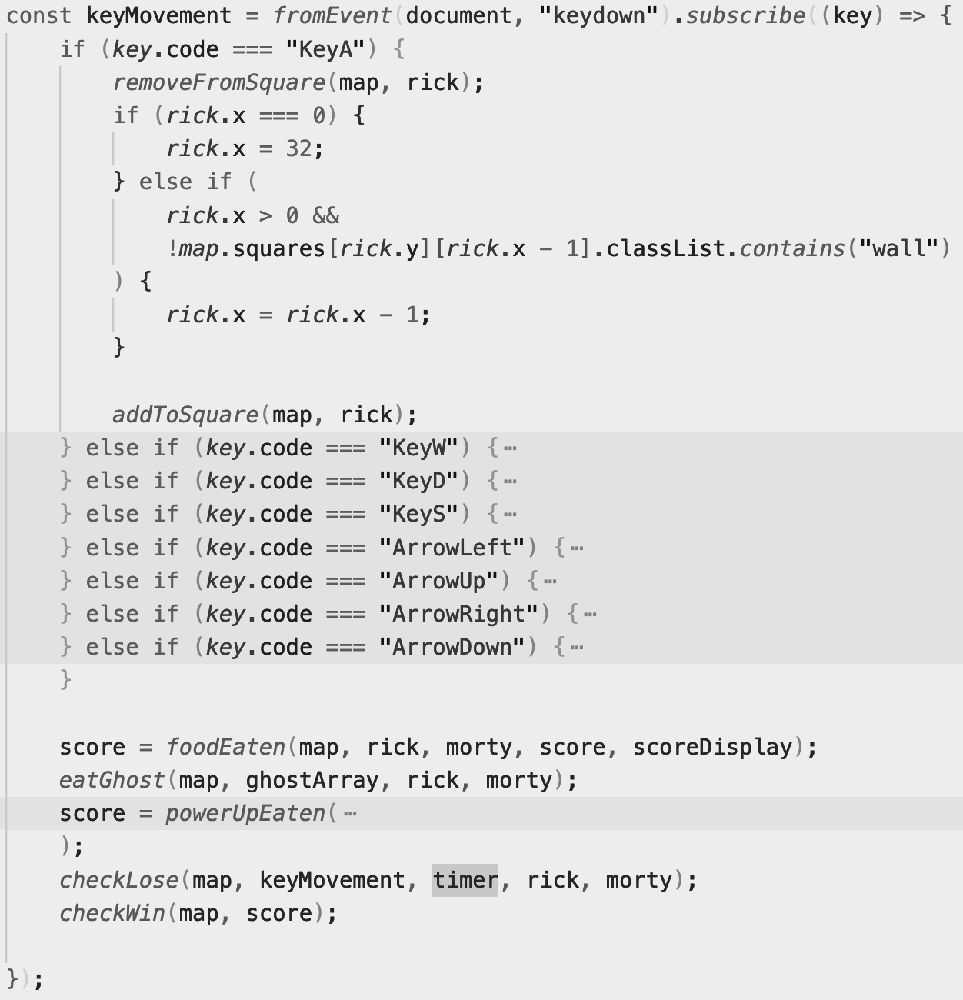 const keyMovement = fromEvent(document, "keydown").subscribe((key) => {
    if (key.code === "KeyA") {
        removeFromSquare(map, rick);
        if (rick.x === 0) {
            rick.x = 32;
        } else if (
            rick.x > 0 &&
            !map.squares[rick.y][rick.x - 1].classList.contains("wall")
        ) {
            rick.x = rick.x - 1;
        }

        addToSquare(map, rick);
    } else if (key.code === "KeyW") {⋯
    } else if (key.code === "KeyD") {⋯
    } else if (key.code === "KeyS") {⋯
    } else if (key.code === "ArrowLeft") {⋯
    } else if (key.code === "ArrowUp") {⋯
    } else if (key.code === "ArrowRight") {⋯
    } else if (key.code === "ArrowDown") {⋯
    }

    score = foodEaten(map, rick, morty, score, scoreDisplay);
    eatGhost(map, ghostArray, rick, morty);
    score = powerUpEaten(⋯
    );
    checkLose(map, keyMovement, timer, rick, morty);
    checkWin(map, score);

});